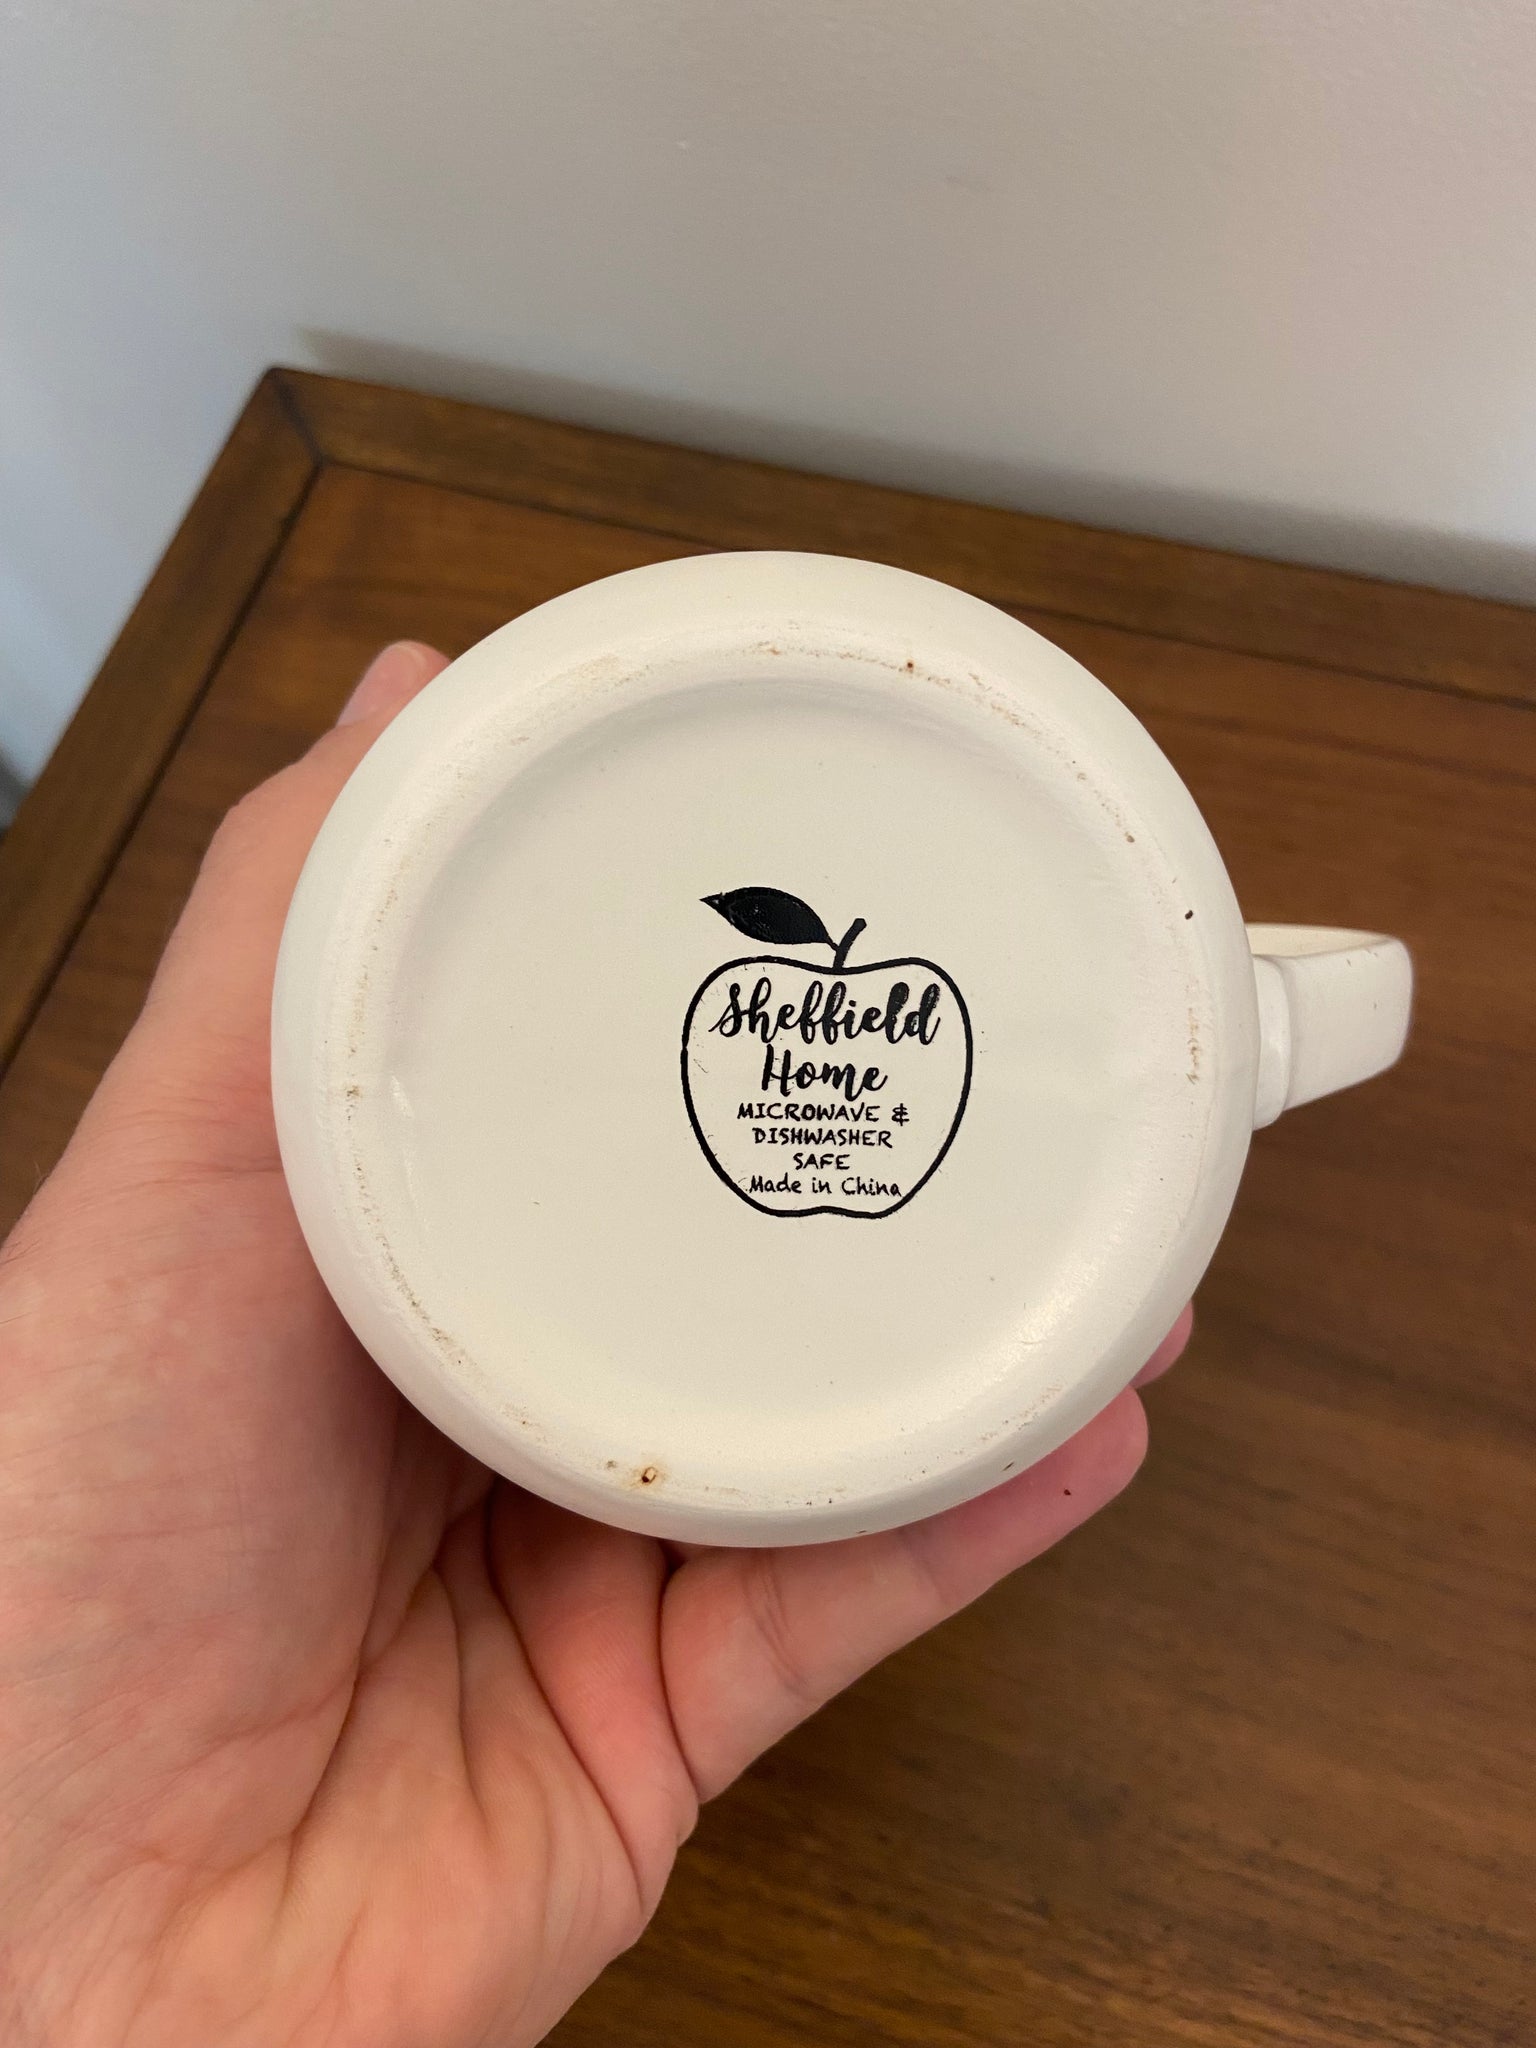 Sheffield
Home
MICROWAVE &
DISHWASHER
SAFE
Made in China